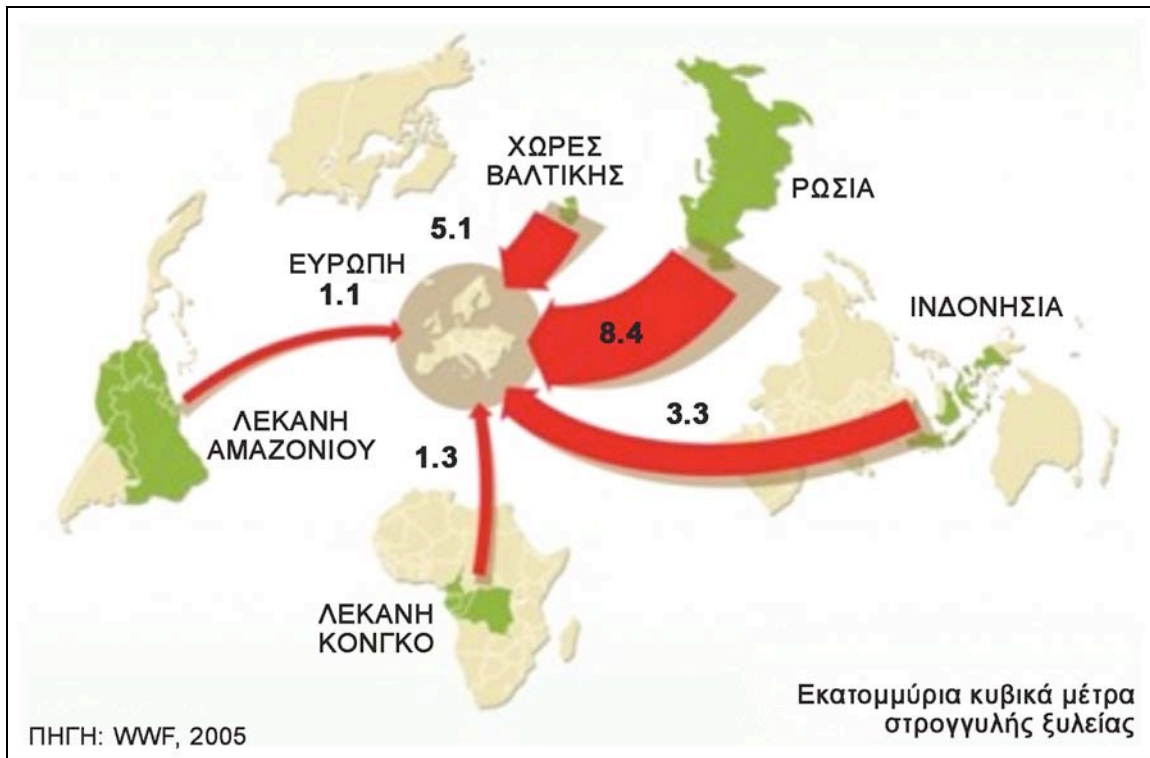 ΧΩΡΕΣ
ΒΑΛΤΙΚΗΣ
ΡΩΣΙΑ
5.1
ΕΥΡΩΠΗ
1.1
ΙΝΔΟΝΗΣΙΑ
8.4
3.3
ΛΕΚΑΝΗ
ΑΜΑΖΟΝΙΟΥ
1.3
ΛΕΚΑΝΗ
ΚΟΝΓΚΟ
Εκατομμύρια κυβικά μέτρα
στρογγυλής ξυλείας
ΠΗΓΗ: WWF, 2005